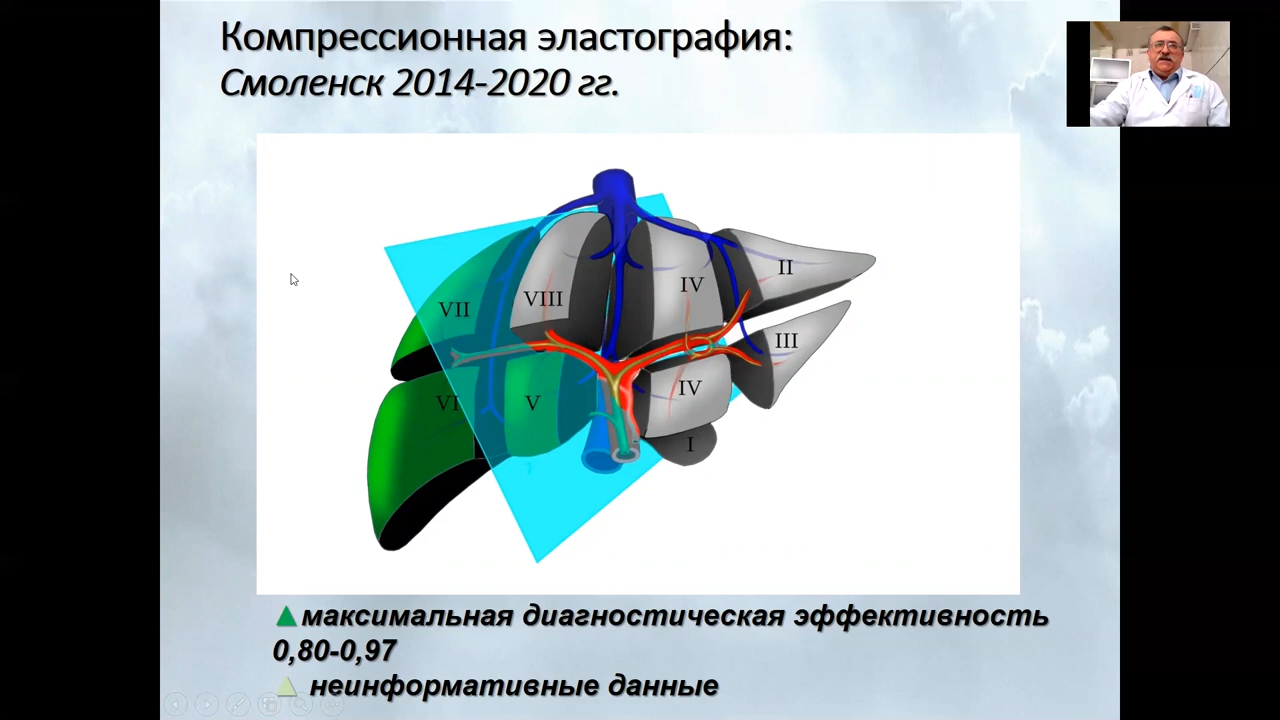 Компрессионная эластография:
Смоленск 2014-2020 гг.
VII
VIII
IV
II
III
VI
V
IV
I
максимальная диагностическая эффективность
0,80-0,97
неинформативные данные